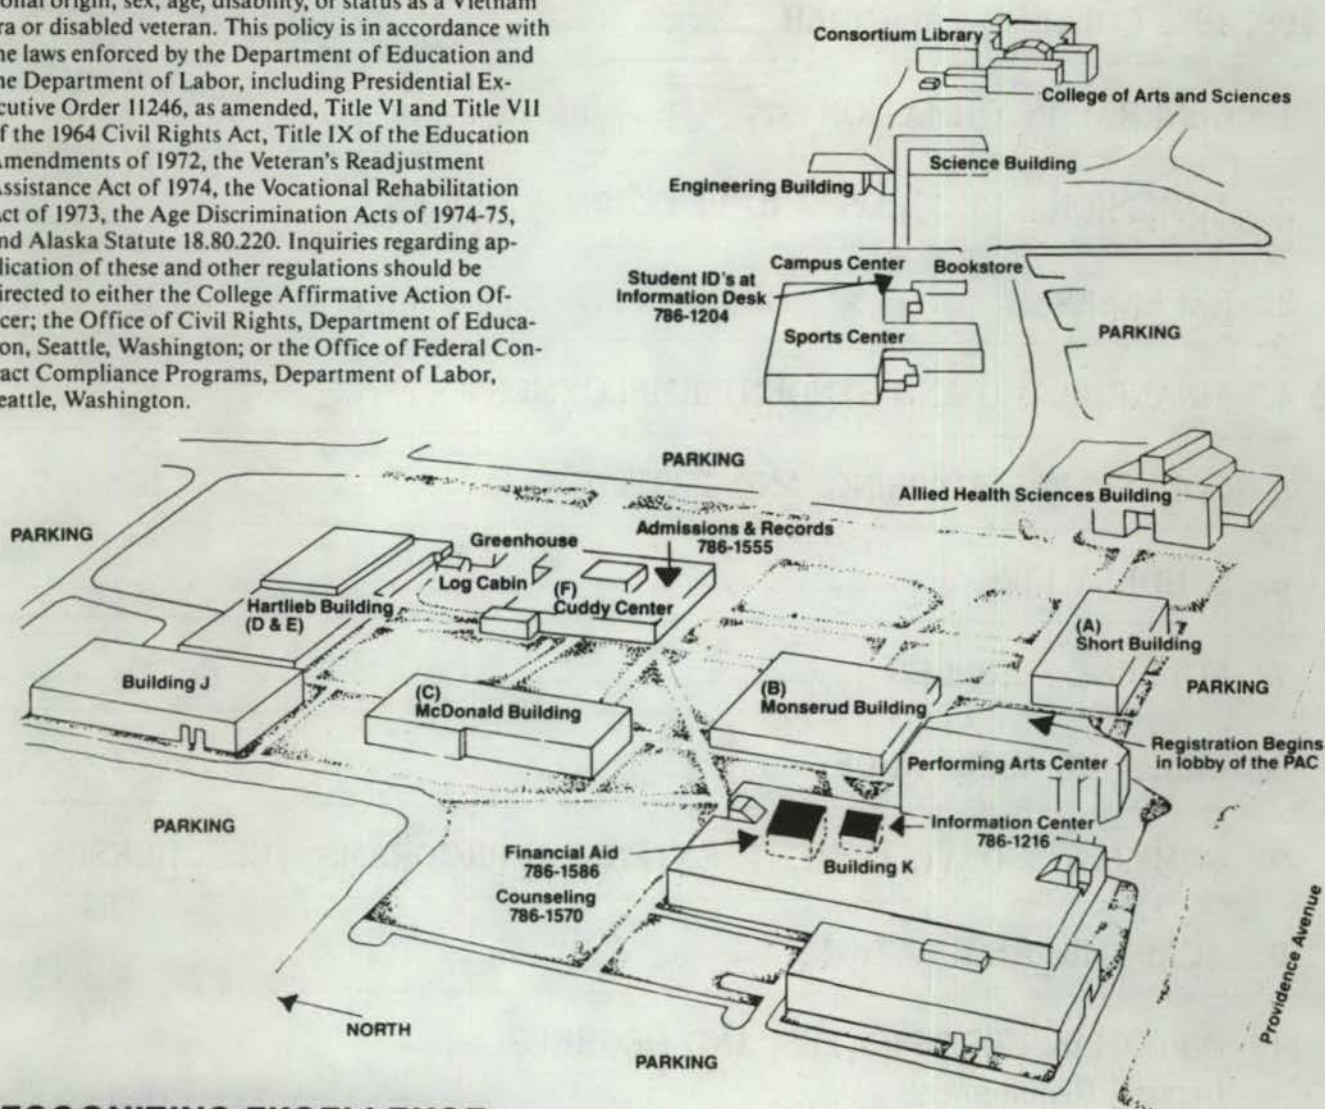 onal origin, sex, age, disability, or status as a Vietnam
ra or disabled veteran. This policy is in accordance with
ne laws enforced by the Department of Education and
ne Department of Labor, including Presidential Ex-
cutive Order 11246, as amended, Title VI and Title VII
f the 1964 Civil Rights Act, Title IX of the Education
mendments of 1972, the Veteran's Readjustment
ssistance Act of 1974, the Vocational Rehabilitation
ct of 1973, the Age Discrimination Acts of 1974-75,
nd Alaska Statute 18.80.220. Inquiries regarding ap-
lication of these and other regulations should be
irected to either the College Affirmative Action Of-
cer; the Office of Civil Rights, Department of Educa-
on, Seattle, Washington; or the Office of Federal Con-
act Compliance Programs, Department of Labor,
eattle, Washington.
Consortium Library
College of Arts and Sciences
Science Building
Engineering Building
Campus Center
Bookstore
Student ID's at
Information Desk
786-1204
Sports Center
PARKING
PARKING
Allied Health Sciences Building
PARKING
Greenhouse
Admissions & Records
786-1555
Log Cabin
(F)
Cuddy Center
Hartlieb Building
(D & E)
(A)
Short Building
Building J
(C)
McDonald Building
(B)
Monserud Building
PARKING
Registration Begins
in lobby of the PAC
Performing Arts Center
PARKING
Information Center
786-1216
Financial Aid
786-1586
Building K
Counseling
786-1570
Providence Avenue
NORTH
PARKING